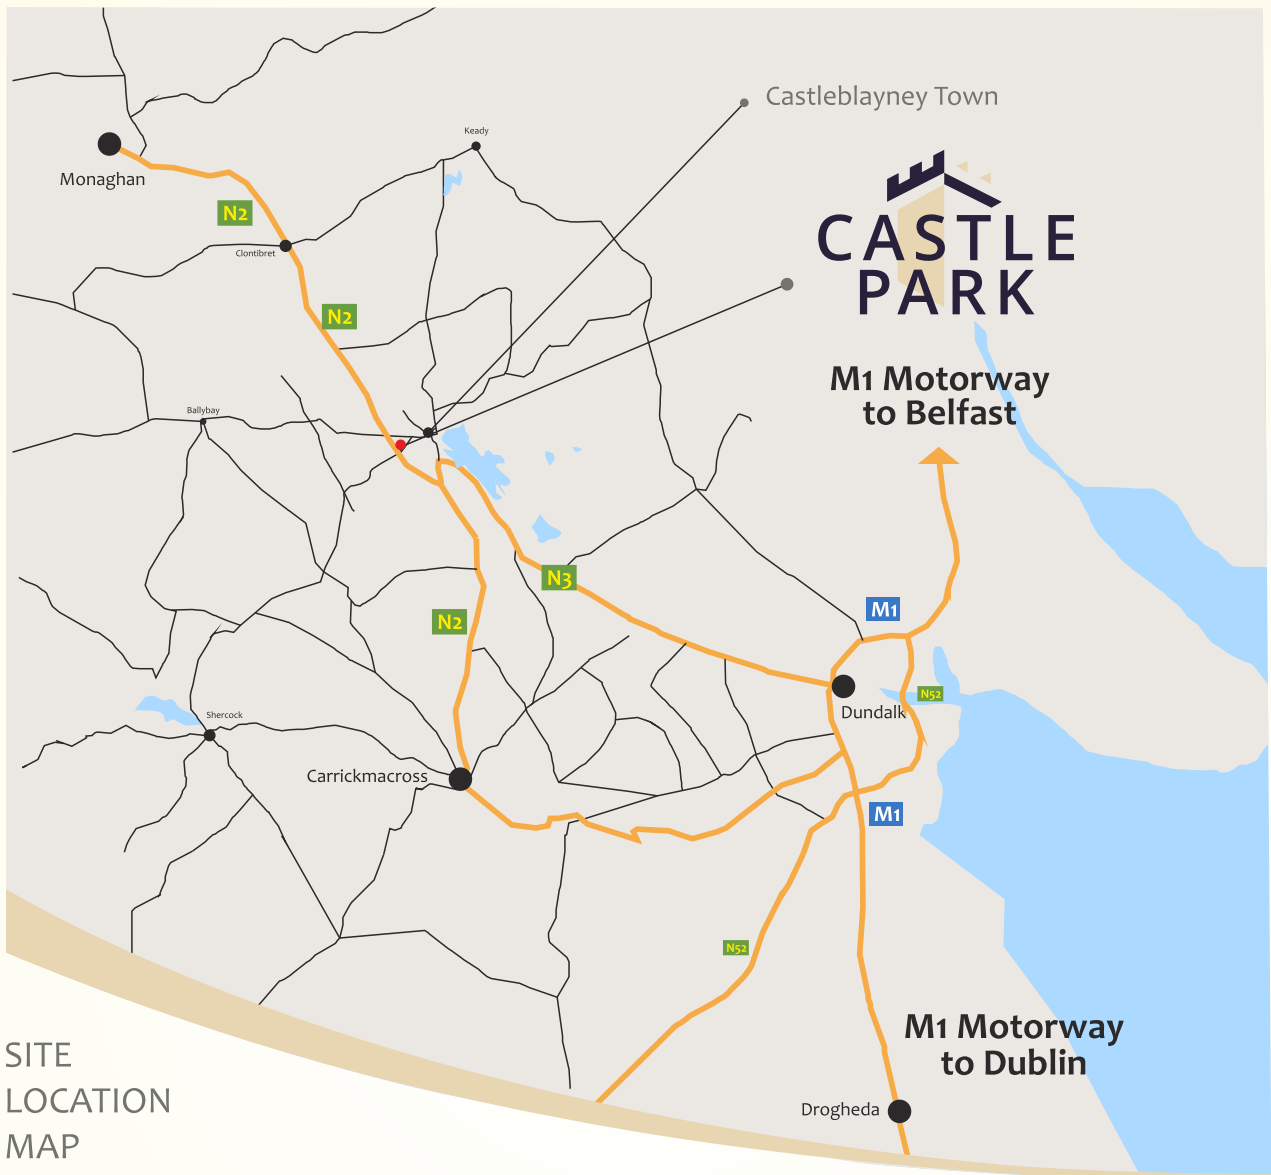 Castleblayney Town
Keady
Monaghan
N2
CASTLE
PARK
Clontibret
N2
M1 Motorway
to Belfast
Ballybay
N3
M1
N2
N52
Dundalk
Shercock
Carrickmacross
M1
N52
M1 Motorway
to Dublin
Drogheda
SITE
LOCATION
MAP